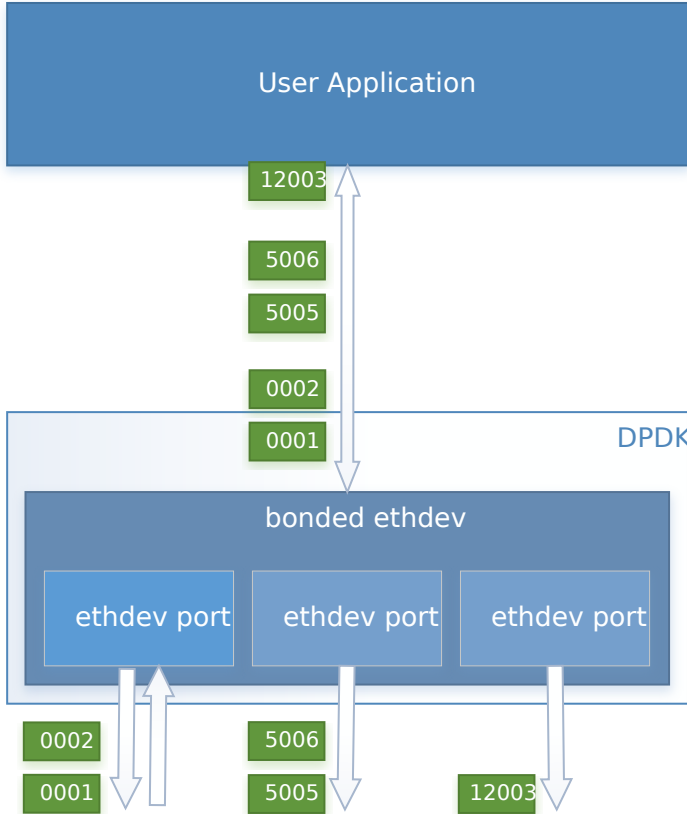 User Application
12003
5006
5005
0002
0001
DPDK
bonded ethdev
ethdev port
ethdev port
ethdev port
0002
5006
0001
5005
12003